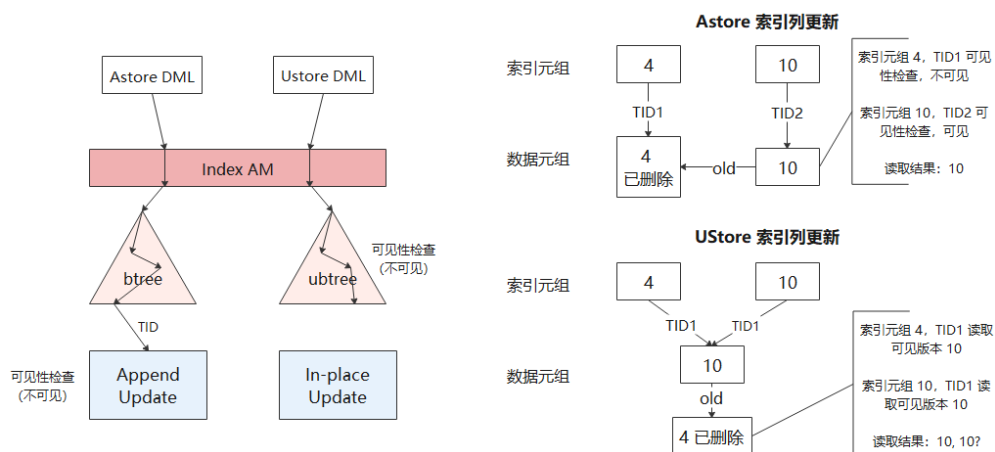 Astore DML
Ustore DML
Index AM
btree
ubtree
可见性检查
(不可见)
TID
可见性检查
(不可见)
Append
Update
In-place
Update
Astore 索引列更新
索引元组
4
10
TID1
TID2
数据元组
4
已删除
old
10
索引元组 4，TID1 可见
性检查，不可见
索引元组 10，TID2 可
见性检查，可见
读取结果：10
UStore 索引列更新
索引元组
4
10
TID1
TID1
数据元组
10
old
4 已删除
索引元组 4，TID1 读取
可见版本 10
索引元组 10，TID1 读
取可见版本 10
读取结果：10, 10?